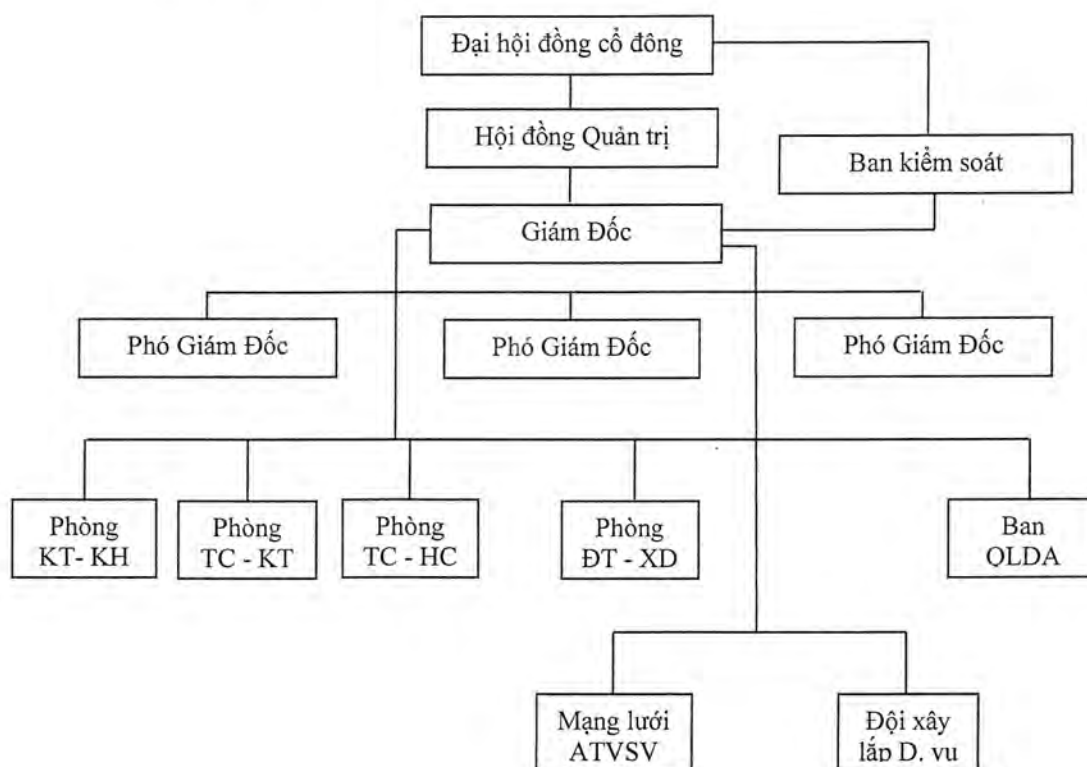 Đại hội đồng cổ đông
Hội đồng Quản trị
Ban kiểm soát
Giám Đốc
Phó Giám Đốc
Phó Giám Đốc
Phó Giám Đốc
Phòng
KT- KH
Phòng
TC - KT
Phòng
TC - HC
Phòng
ĐT - XD
Ban
QLDA
Mạng lưới
ATVSV
Đội xây
lắp D. vụ